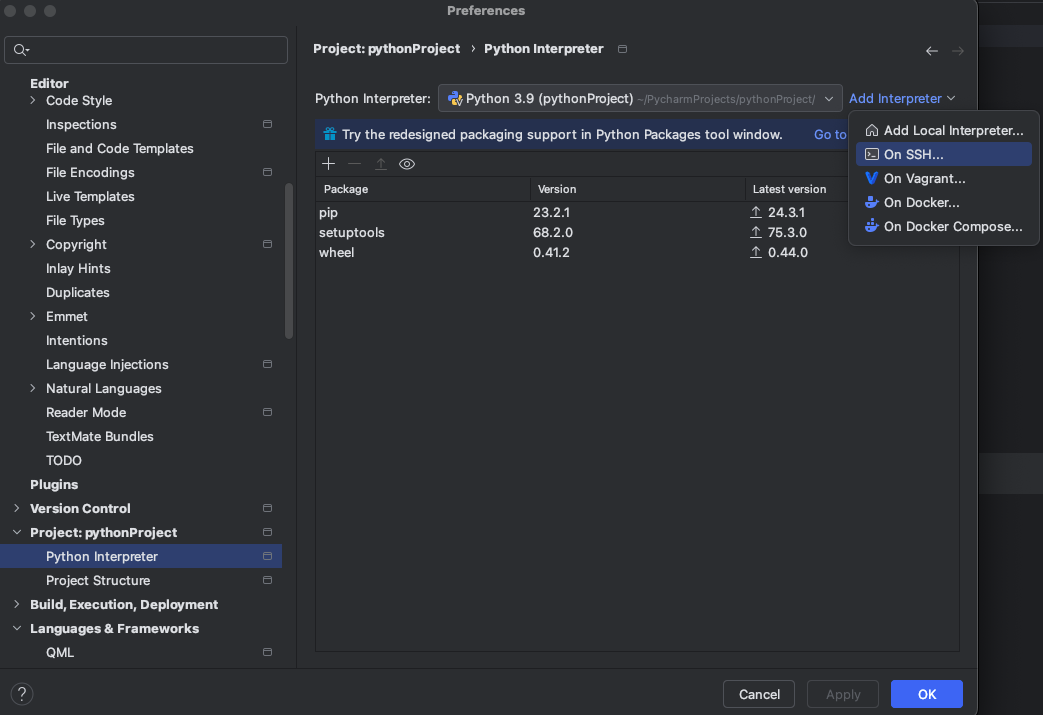 Preferences
Project: pythonProject › Python Interpreter
Python Interpreter: Python 3.9 (pythonProject) ~/PycharmProjects/pythonProject/ Add Interpreter
Try the redesigned packaging support in Python Packages tool window. Go to
Add Local Interpreter...
On SSH...
On Vagrant...
On Docker...
On Docker Compose...
Package Version Latest version
pip 23.2.1 24.3.1
setuptools 68.2.0 75.3.0
wheel 0.41.2 0.44.0
Editor
Code Style
Inspections
File and Code Templates
File Encodings
Live Templates
File Types
Copyright
Inlay Hints
Duplicates
Emmet
Intentions
Language Injections
Natural Languages
Reader Mode
TextMate Bundles
TODO
Plugins
Version Control
Project: pythonProject
Python Interpreter
Project Structure
Build, Execution, Deployment
Languages & Frameworks
QML
?
Cancel
Apply
OK